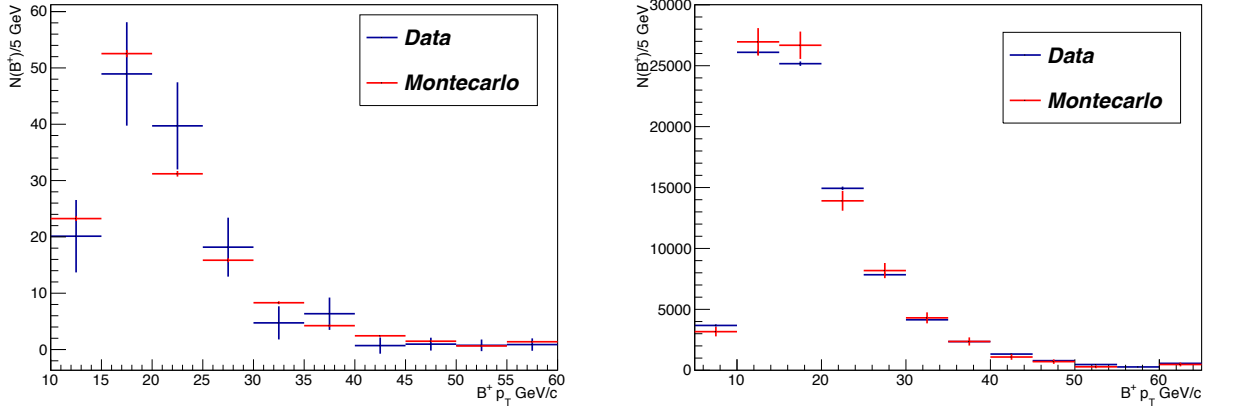 N(B⁺)/5 GeV
60
50
40
30
20
10
0
Data
Montecarlo
10 15 20 25 30 35 40 45 50 55 60
B⁺ p_T GeV/c
N(B⁺)/5 GeV
30000
25000
20000
15000
10000
5000
0
Data
Montecarlo
10 20 30 40 50 60
B⁺ p_T GeV/c